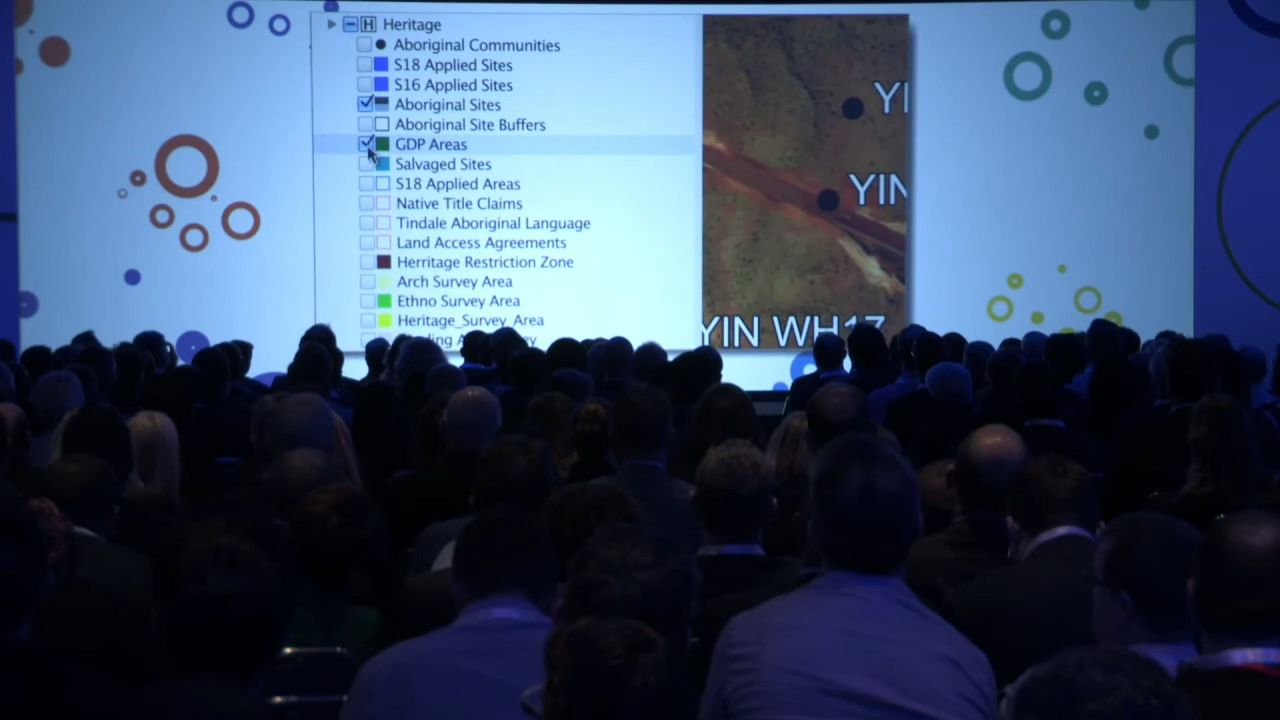 H Heritage
Aboriginal Communities
S18 Applied Sites
S16 Applied Sites
Aboriginal Sites
Aboriginal Site Buffers
GDP Areas
Salvaged Sites
S18 Applied Areas
Native Title Claims
Tindale Aboriginal Language
Land Access Agreements
Herritage Restriction Zone
Arch Survey Area
Ethno Survey Area
Heritage_Survey_Area
YI
YIN
YIN WH17